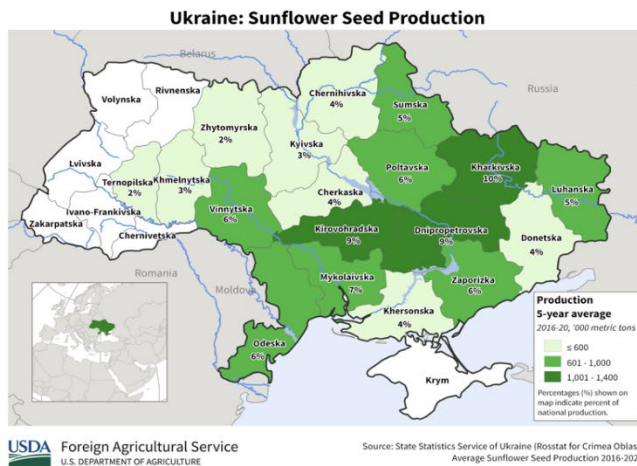 Ukraine: Sunflower Seed Production
Belarus
Russia
Volynska
Rivnenska
Chernihivska
4%
Sumska
5%
Zhytomyrska
2%
Kyivska
3%
Lvivska
Ternopilska
2%
Khmelnytska
3%
Poltavska
6%
Kharkivska
10%
Luhanska
5%
Cherkaska
4%
Ivano-Frankivska
Zakarpatska
Chernivetska
Vinnytska
6%
Kirovohradska
9%
Dnipropetrovska
9%
Donetska
4%
Romania
Moldova
Mykolaivska
7%
Zaporizka
6%
Khersonska
4%
Odeska
6%
Krym
Production
5-year average
2016-20, '000 metric tons
≤ 600
601 - 1,000
1,001 - 1,400
Percentages (%) shown on
map indicate percent of
national production.
USDA
Foreign Agricultural Service
U.S. DEPARTMENT OF AGRICULTURE
Source: State Statistics Service of Ukraine (Rosstat for Crimea Oblas
Average Sunflower Seed Production 2016-202